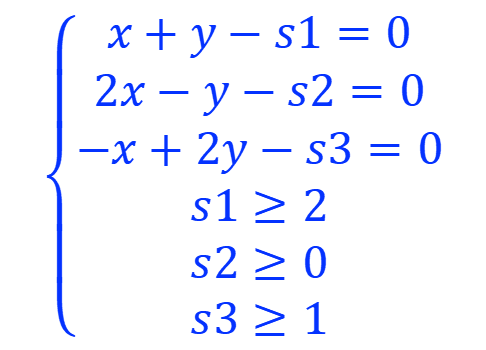 x + y − s1 = 0
2x − y − s2 = 0
−x + 2y − s3 = 0
s1 ≥ 2
s2 ≥ 0
s3 ≥ 1